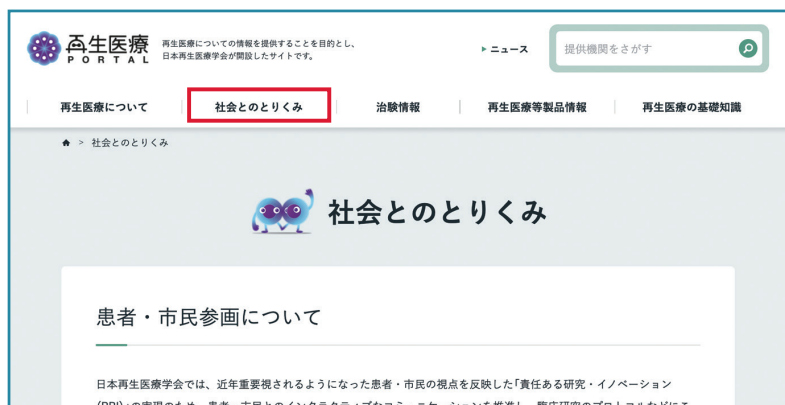 再生医療
PORTAL
再生医療についての情報を提供することを目的とし、
日本再生医療学会が開設したサイトです。
ニュース
提供機関をさがす
再生医療について
社会とのとりくみ
治験情報
再生医療等製品情報
再生医療の基礎知識
> 社会とのとりくみ
社会とのとりくみ
患者・市民参画について
日本再生医療学会では、近年重要視されるようになった患者・市民の視点を反映した「責任ある研究・イノベーション